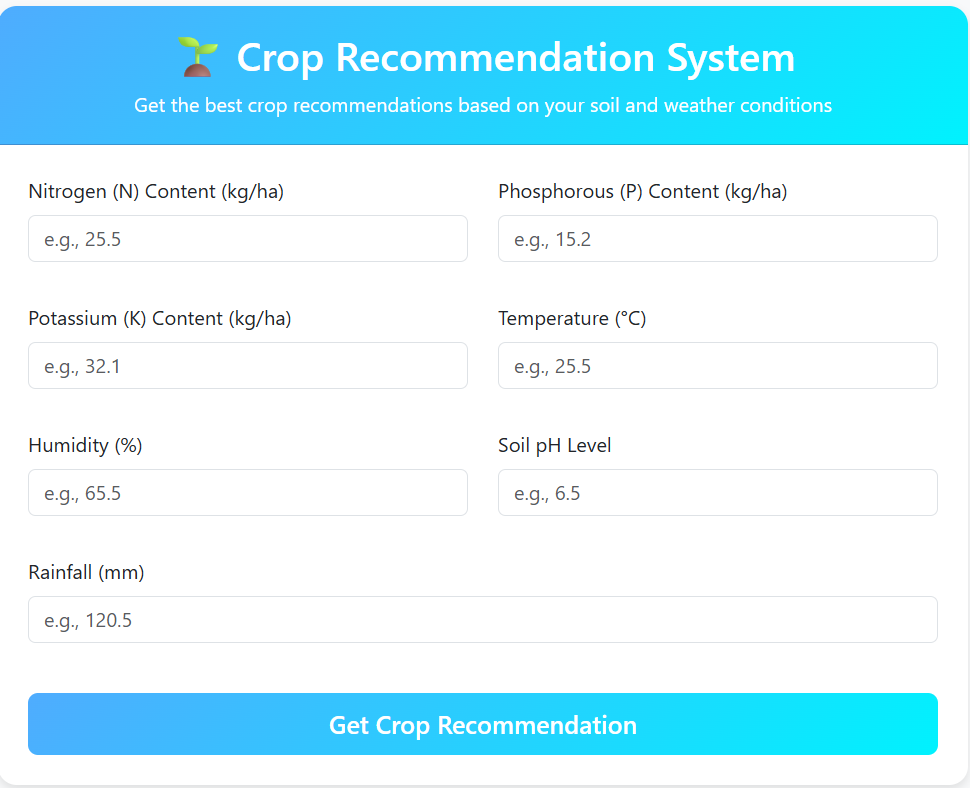 Crop Recommendation System
Get the best crop recommendations based on your soil and weather conditions
Nitrogen (N) Content (kg/ha)
Phosphorous (P) Content (kg/ha)
e.g., 25.5
e.g., 15.2
Potassium (K) Content (kg/ha)
Temperature (°C)
e.g., 32.1
e.g., 25.5
Humidity (%)
Soil pH Level
e.g., 65.5
e.g., 6.5
Rainfall (mm)
e.g., 120.5
Get Crop Recommendation